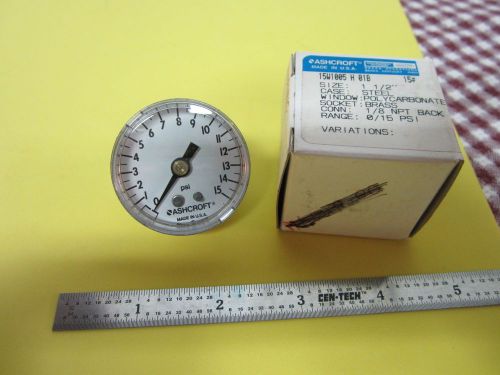 ASHCROFT®
MADE IN U.S.A.
15W1005 H 01B 15#
SIZE: 1 1/2"
CASE: STEEL
WINDOW: POLYCARBONATE
SOCKET: BRASS
CONN: 1/8 NPT BACK
RANGE: 0/15 PSI
VARIATIONS:
0 1 2 3 4 5 6 7 8 9 10 11 12 13 14 15
psi
ASHCROFT®
MADE IN U.S.A.
1 2 3 CEN-TECH™ 4 5